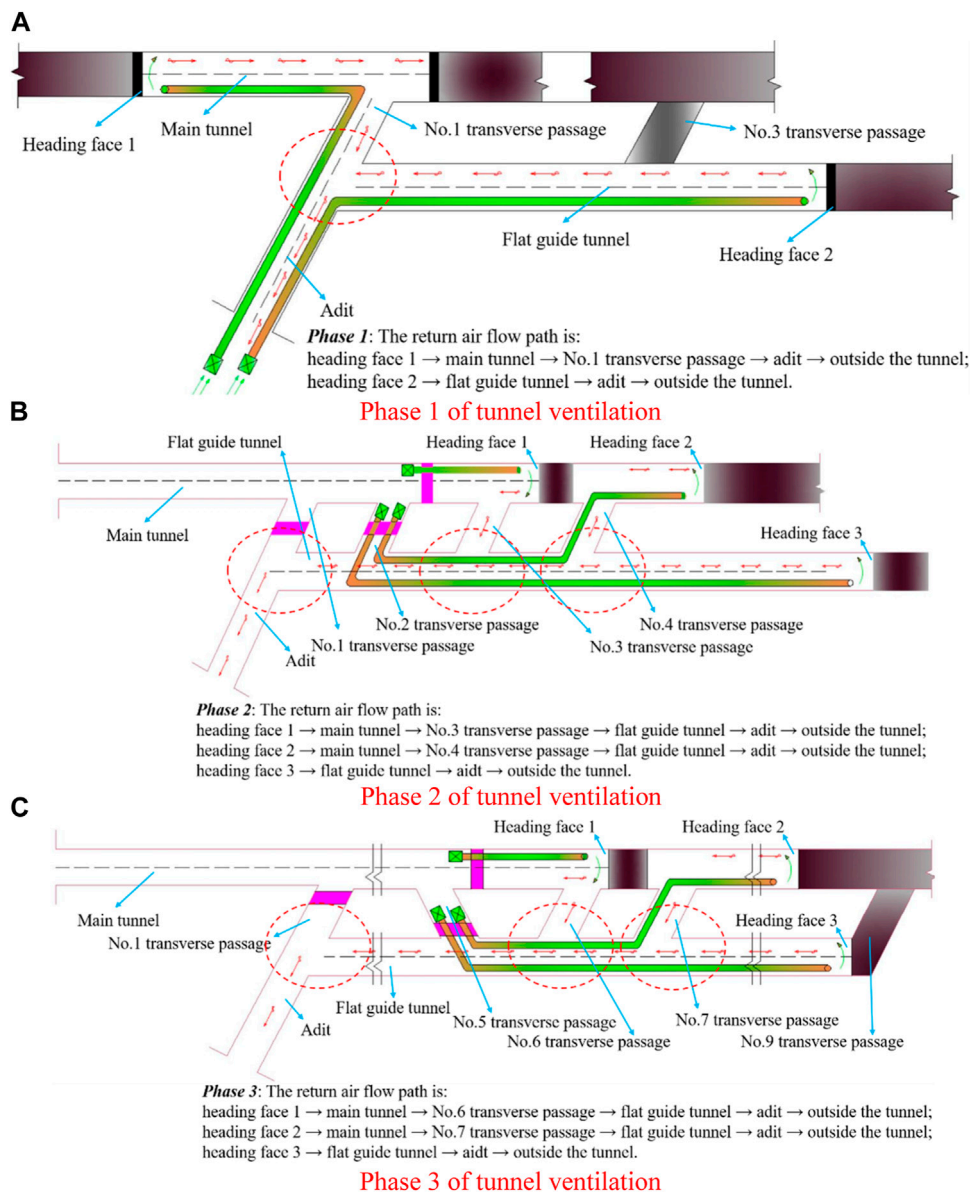 A
Heading face 1
Main tunnel
No.1 transverse passage
No.3 transverse passage
Flat guide tunnel
Heading face 2
Adit
Phase 1: The return air flow path is:
heading face 1 → main tunnel → No.1 transverse passage → adit → outside the tunnel;
heading face 2 → flat guide tunnel → adit → outside the tunnel.
Phase 1 of tunnel ventilation
B
Flat guide tunnel
Heading face 1
Heading face 2
Main tunnel
Heading face 3
No.2 transverse passage
No.4 transverse passage
Adit
No.1 transverse passage
No.3 transverse passage
Phase 2: The return air flow path is:
heading face 1 → main tunnel → No.3 transverse passage → flat guide tunnel → adit → outside the tunnel;
heading face 2 → main tunnel → No.4 transverse passage → flat guide tunnel → adit → outside the tunnel;
heading face 3 → flat guide tunnel → aidt → outside the tunnel.
Phase 2 of tunnel ventilation
C
Heading face 1
Heading face 2
Main tunnel
No.1 transverse passage
Heading face 3
Flat guide tunnel
Adit
No.5 transverse passage
No.7 transverse passage
No.6 transverse passage
No.9 transverse passage
Phase 3: The return air flow path is:
heading face 1 → main tunnel → No.6 transverse passage → flat guide tunnel → adit → outside the tunnel;
heading face 2 → main tunnel → No.7 transverse passage → flat guide tunnel → adit → outside the tunnel;
heading face 3 → flat guide tunnel → aidt → outside the tunnel.
Phase 3 of tunnel ventilation